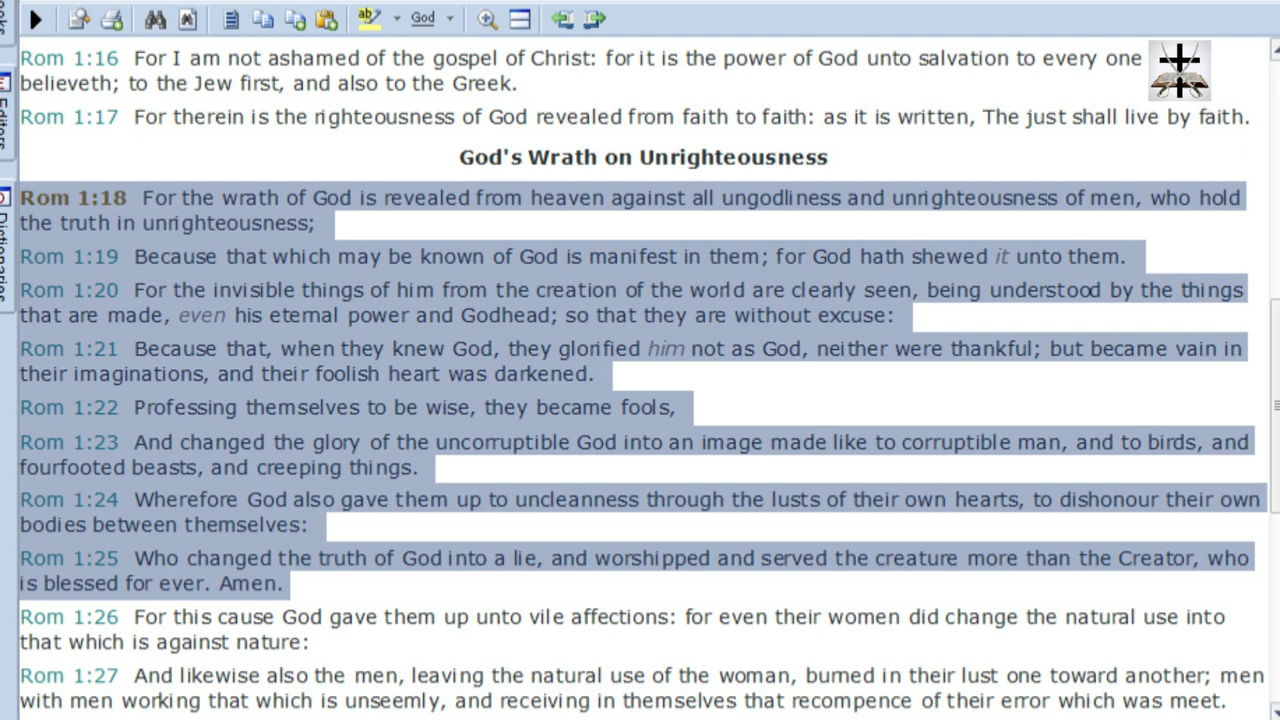 God
Rom 1:16 For I am not ashamed of the gospel of Christ: for it is the power of God unto salvation to every one
believeth; to the Jew first, and also to the Greek.
Rom 1:17 For therein is the righteousness of God revealed from faith to faith: as it is written, The just shall live by faith.
God's Wrath on Unrighteousness
Rom 1:18 For the wrath of God is revealed from heaven against all ungodliness and unrighteousness of men, who hold
the truth in unrighteousness;
Rom 1:19 Because that which may be known of God is manifest in them; for God hath shewed it unto them.
Rom 1:20 For the invisible things of him from the creation of the world are clearly seen, being understood by the things
that are made, even his eternal power and Godhead; so that they are without excuse:
Rom 1:21 Because that, when they knew God, they glorified him not as God, neither were thankful; but became vain in
their imaginations, and their foolish heart was darkened.
Rom 1:22 Professing themselves to be wise, they became fools,
Rom 1:23 And changed the glory of the uncorruptible God into an image made like to corruptible man, and to birds, and
fourfooted beasts, and creeping things.
Rom 1:24 Wherefore God also gave them up to uncleanness through the lusts of their own hearts, to dishonour their own
bodies between themselves:
Rom 1:25 Who changed the truth of God into a lie, and worshipped and served the creature more than the Creator, who
is blessed for ever. Amen.
Rom 1:26 For this cause God gave them up unto vile affections: for even their women did change the natural use into
that which is against nature:
Rom 1:27 And likewise also the men, leaving the natural use of the woman, burned in their lust one toward another; men
with men working that which is unseemly, and receiving in themselves that recompence of their error which was meet.
Editors
Dictionaries